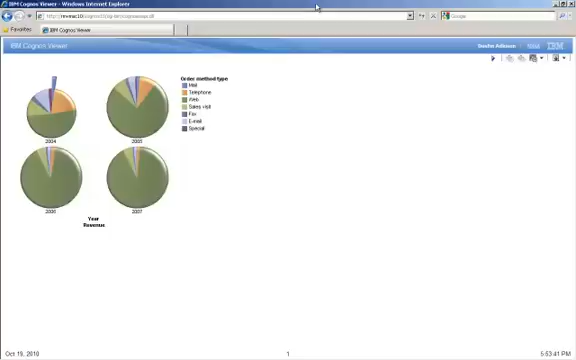 IBM Cognos Viewer - Windows Internet Explorer
Google
Favorites
IBM Cognos Viewer
IBM Cognos Viewer
IBM
Order method type
Mail
Telephone
Web
Sales visit
Fax
E-mail
Special
2004
2005
2006
2007
Year
Revenue
Oct 19, 2010
1
5:53:41 PM